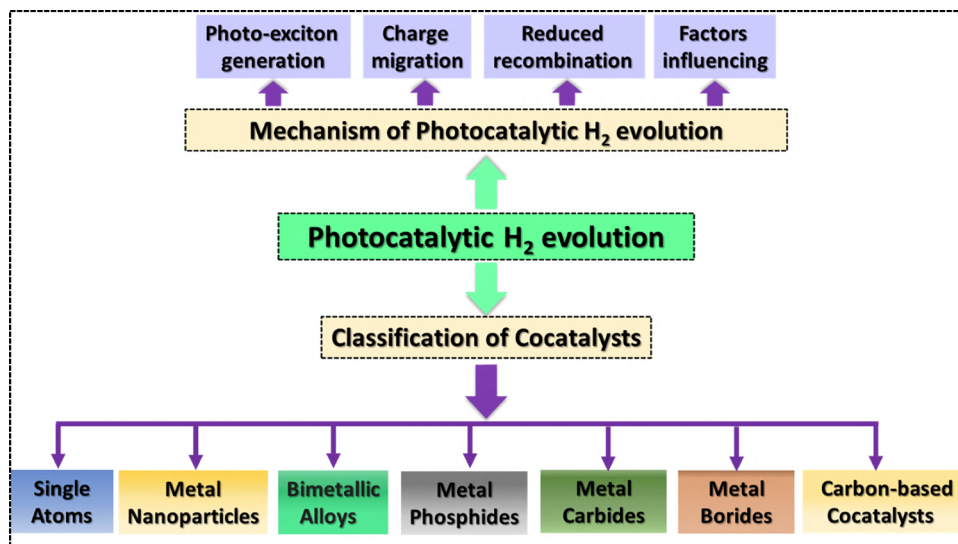 Photo-exciton
generation
Charge
migration
Reduced
recombination
Factors
influencing
Mechanism of Photocatalytic H₂ evolution
Photocatalytic H₂ evolution
Classification of Cocatalysts
Single
Atoms
Metal
Nanoparticles
Bimetallic
Alloys
Metal
Phosphides
Metal
Carbides
Metal
Borides
Carbon-based
Cocatalysts